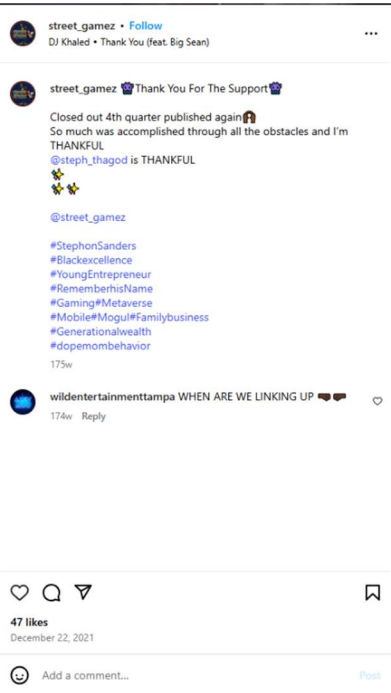 street_gamez • Follow
DJ Khaled • Thank You (feat. Big Sean)
street_gamez 👾Thank You For The Support👾
Closed out 4th quarter published again🙆🏾‍♂️
So much was accomplished through all the obstacles and I'm
THANKFUL
@steph_thagod is THANKFUL
✨
✨✨
@street_gamez
#StephonSanders
#Blackexcellence
#YoungEntrepreneur
#RememberhisName
#Gaming#Metaverse
#Mobile#Mogul#Familybusiness
#Generationalwealth
#dopemombehavior
175w
wildentertainmenttampa WHEN ARE WE LINKING UP 🤜🏿🤛🏿
174w Reply
47 likes
December 22, 2021
Add a comment...
Post